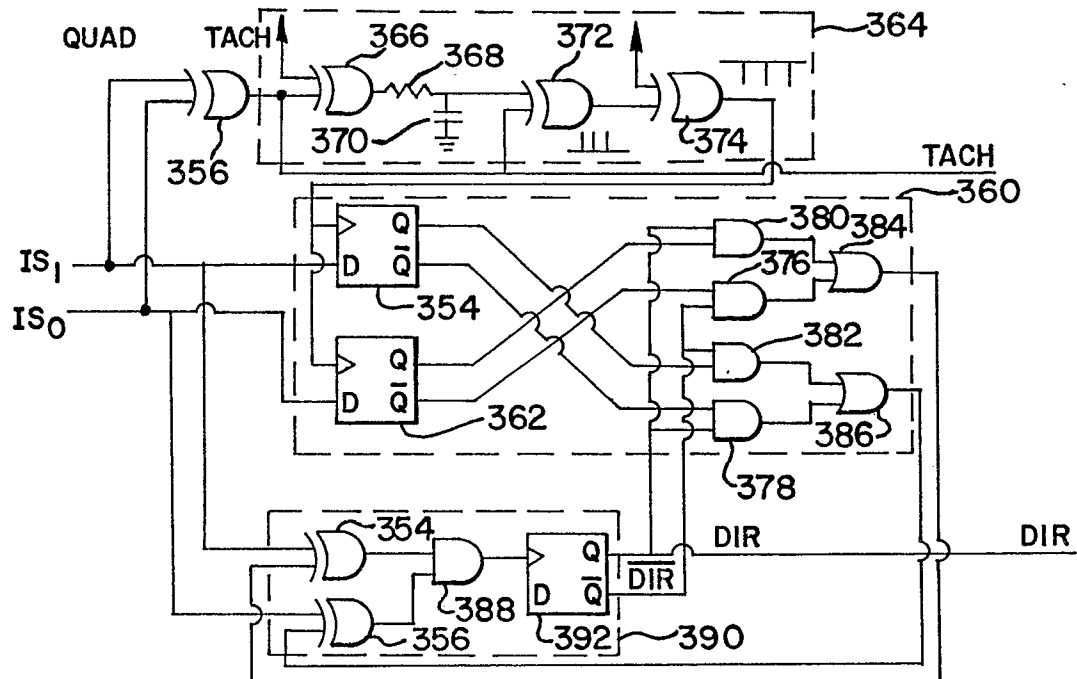 QUAD TACH 366 368 372 364
356 370 374
TACH
360
IS1
IS0
D Q Q̅ 354
D Q Q̅ 362
380 384
376
382
386
378
354
388
356
D Q Q̅ 392
390
DIR DIR
D̅I̅R̅